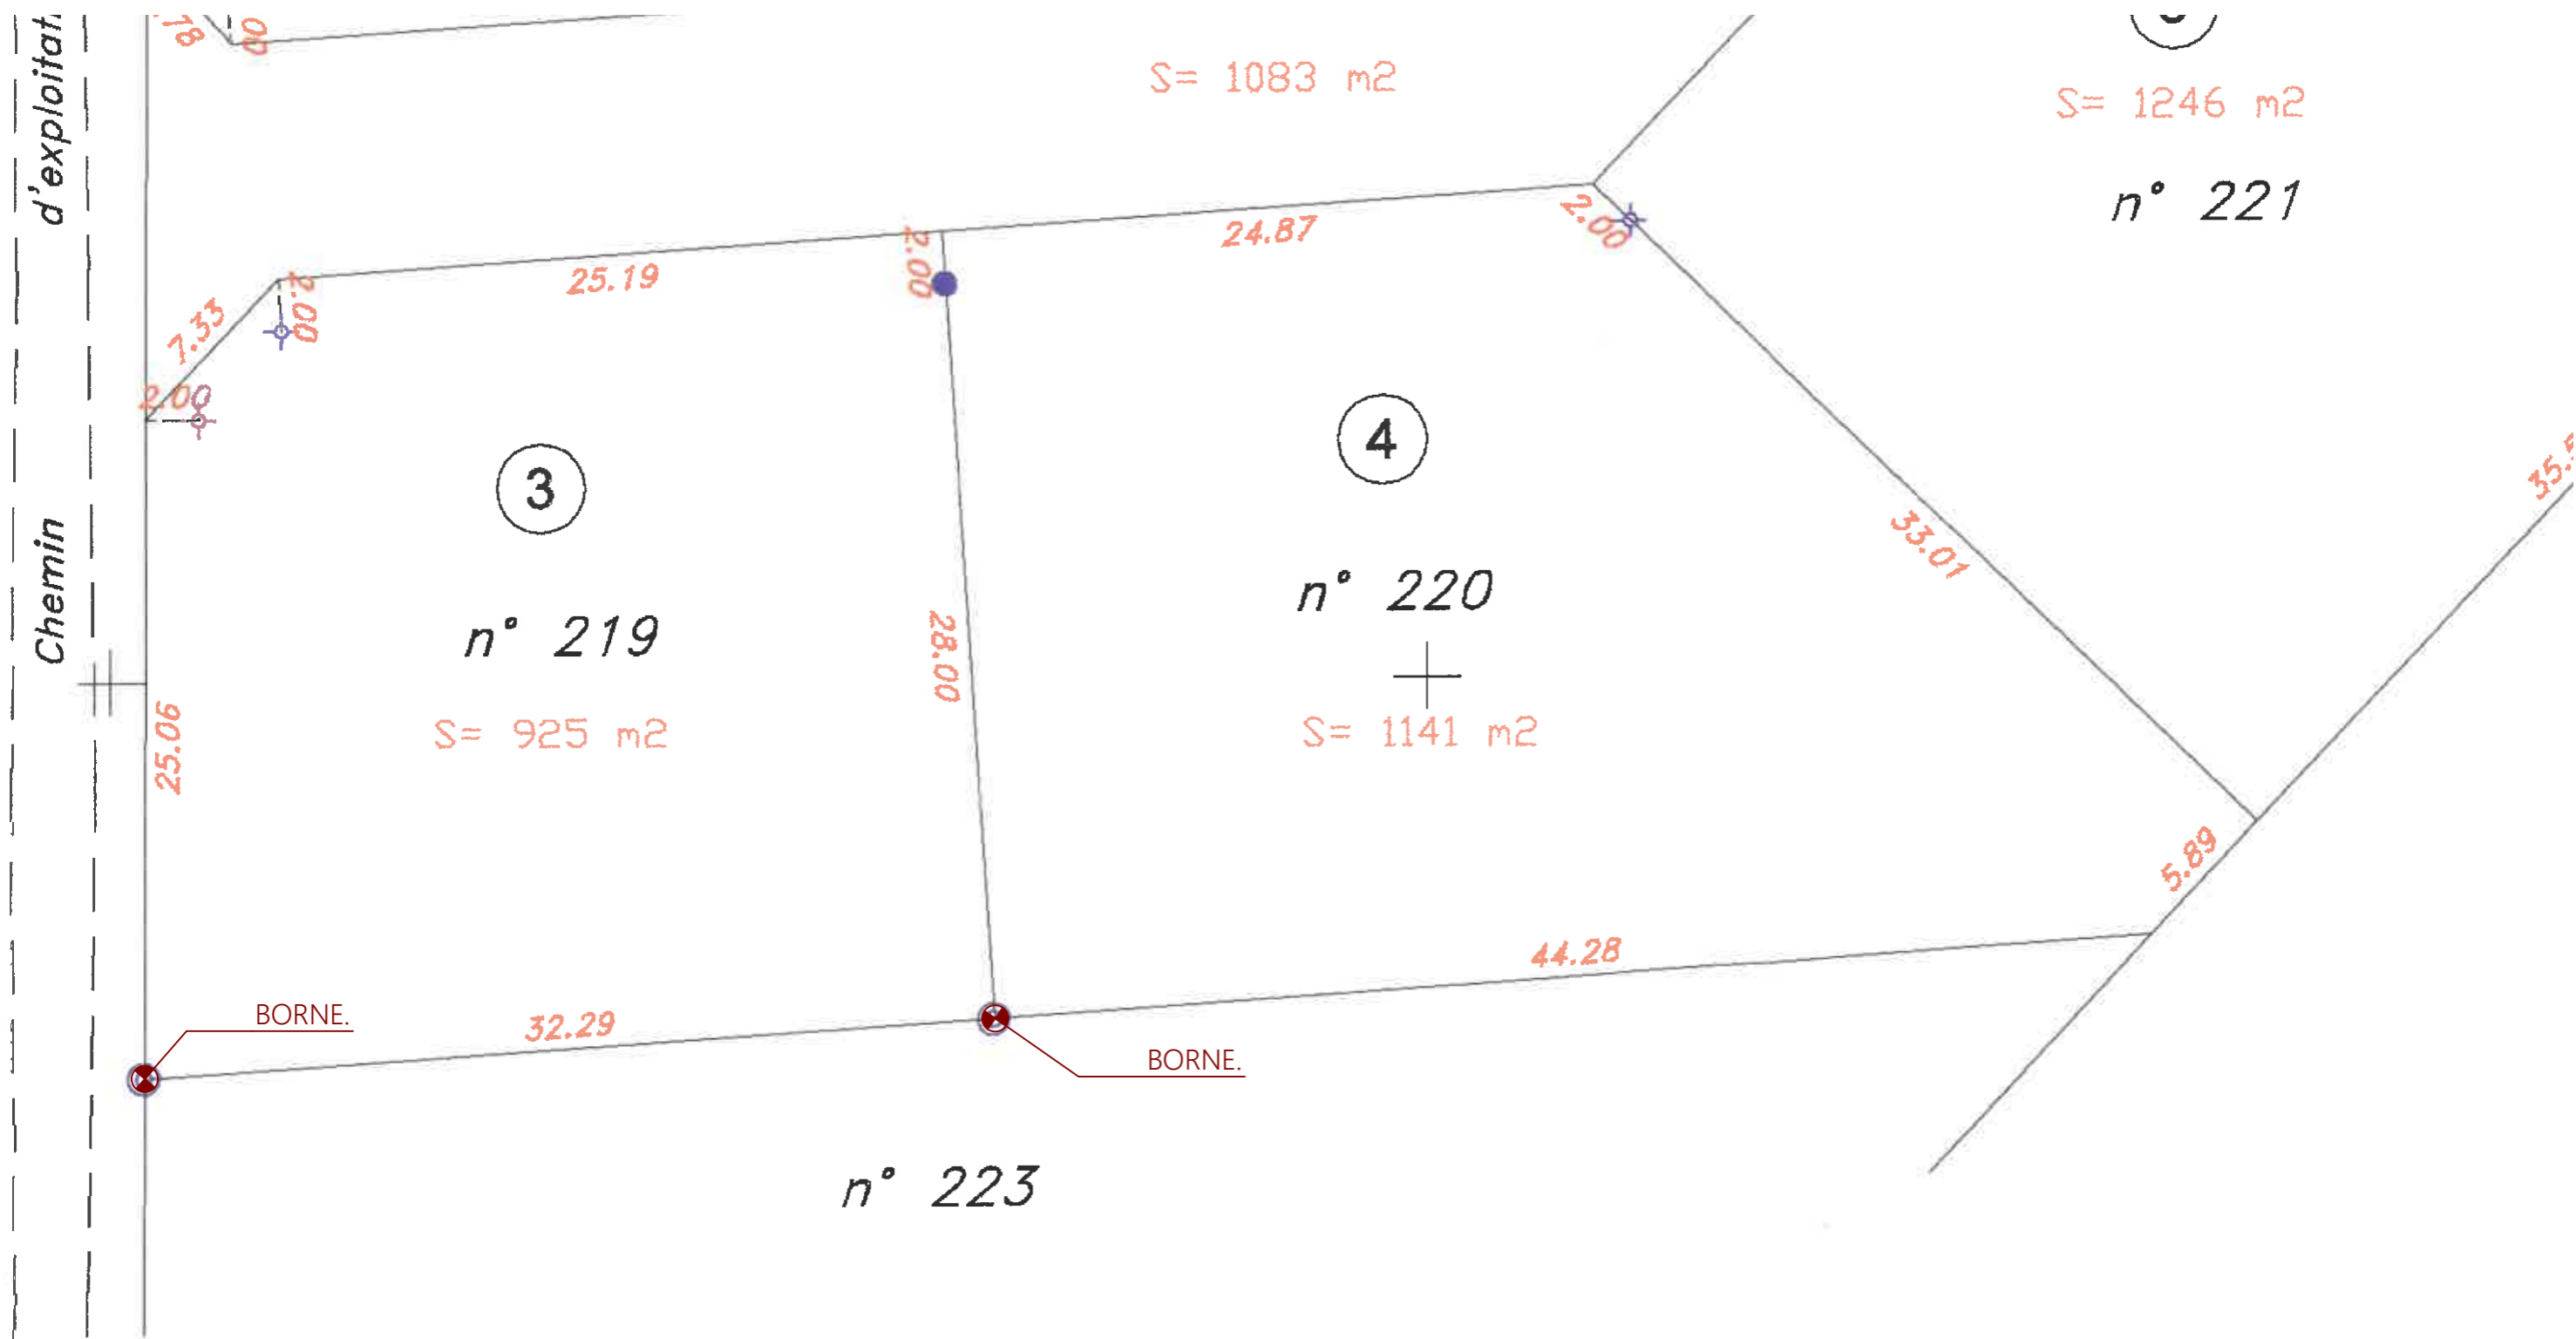 d'exploitat
Chemin
S= 1083 m2
S= 1246 m2
n° 221
2.00
24.87
2.00
25.19
2.00
7.33
2.00
3
4
33.01
n° 219
n° 220
28.00
S= 925 m2
S= 1141 m2
25.06
5.89
44.28
32.29
BORNE.
BORNE.
n° 223